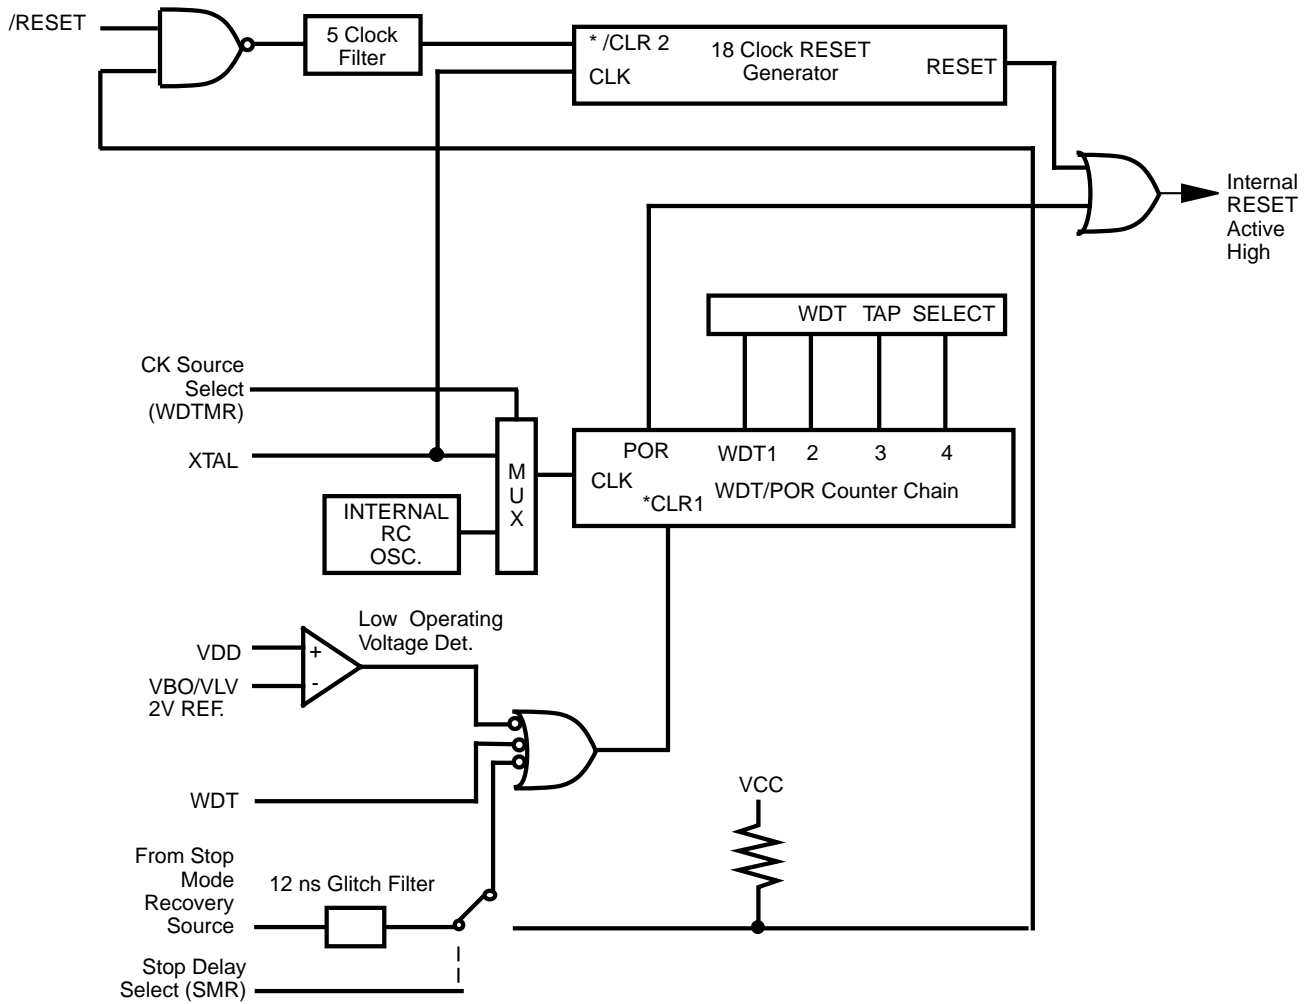 /RESET
5 Clock
Filter
* /CLR 2
CLK
18 Clock RESET
Generator
RESET
Internal
RESET
Active
High
WDT TAP SELECT
CK Source
Select
(WDTMR)
XTAL
M
U
X
POR
WDT1
2
3
4
CLK
*CLR1
WDT/POR Counter Chain
INTERNAL
RC
OSC.
Low Operating
Voltage Det.
VDD
+
VBO/VLV
2V REF.
-
WDT
VCC
From Stop
Mode
Recovery
Source
12 ns Glitch Filter
Stop Delay
Select (SMR)